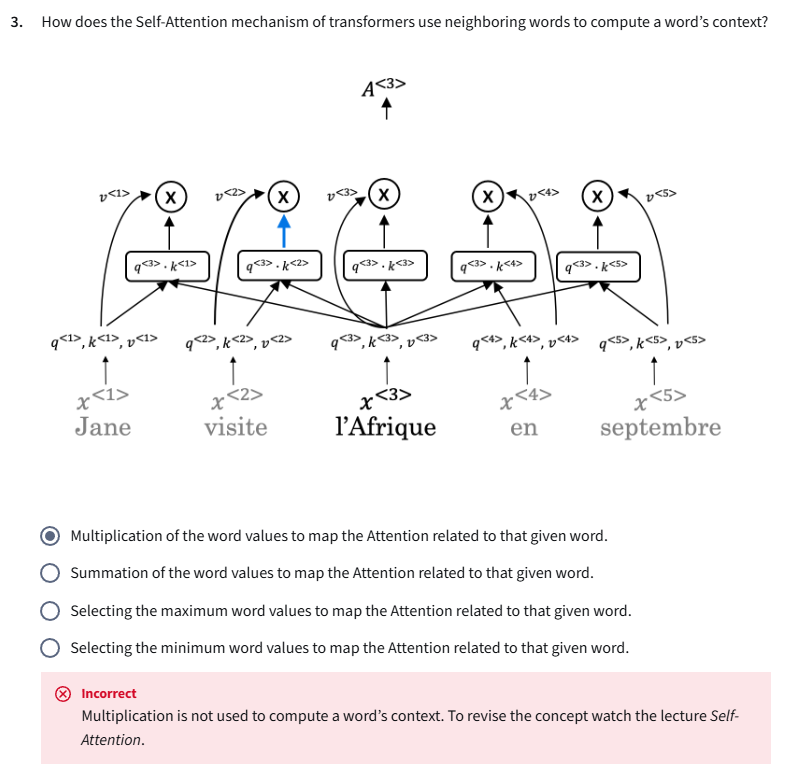 3. How does the Self-Attention mechanism of transformers use neighboring words to compute a word's context?
A<3>
v<1> X v<2> X v<3> X X v<4> X v<5>
q<3> . k<1> q<3> . k<2> q<3> . k<3> q<3> . k<4> q<3> . k<5>
q<1>, k<1>, v<1> q<2>, k<2>, v<2> q<3>, k<3>, v<3> q<4>, k<4>, v<4> q<5>, k<5>, v<5>
x<1> x<2> x<3> x<4> x<5>
Jane visite l'Afrique en septembre
Multiplication of the word values to map the Attention related to that given word.
Summation of the word values to map the Attention related to that given word.
Selecting the maximum word values to map the Attention related to that given word.
Selecting the minimum word values to map the Attention related to that given word.
Incorrect
Multiplication is not used to compute a word's context. To revise the concept watch the lecture Self-
Attention.